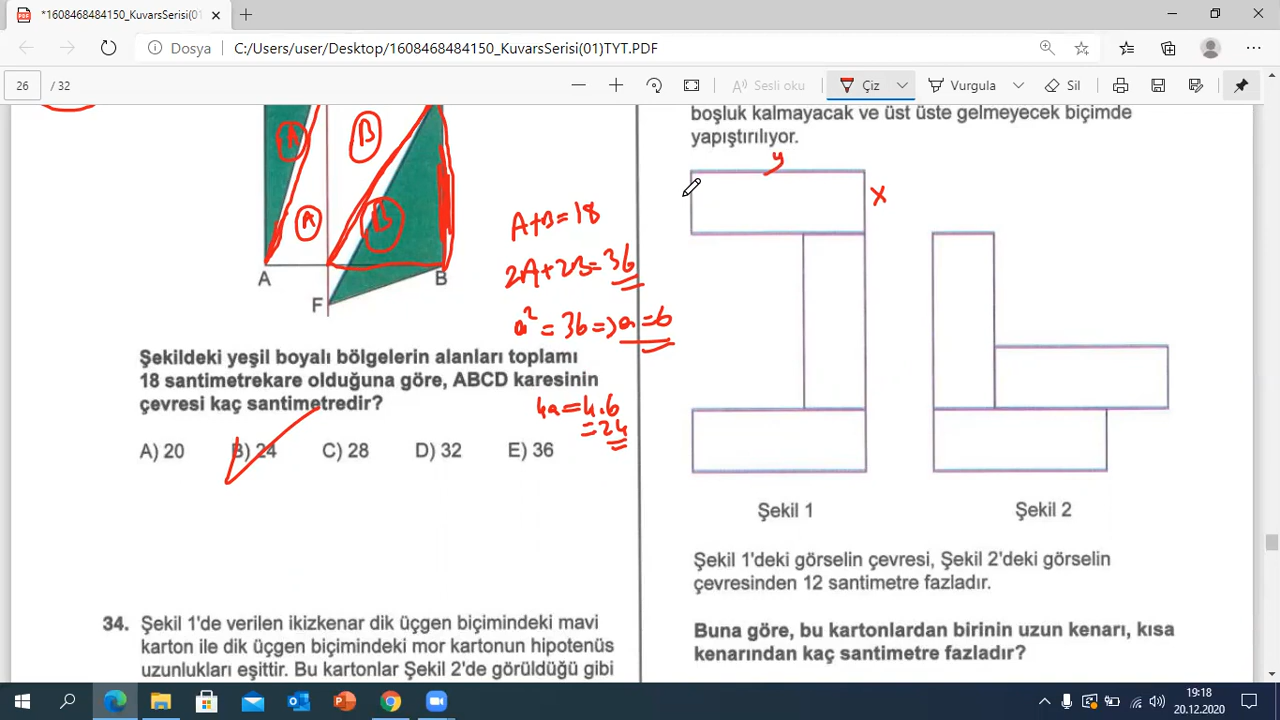 *1608468484150_KuvarsSerisi(01)
Dosya
C:/Users/user/Desktop/1608468484150_KuvarsSerisi(01)TYT.PDF
26 / 32
Sesli oku
Çiz
Vurgula
Sil
A
B
A
B
A B
F
A+B=18
2A+2B=36
a²=36=>a=6
4a=4.6
=24
Şekildeki yeşil boyalı bölgelerin alanları toplamı
18 santimetrekare olduğuna göre, ABCD karesinin
çevresi kaç santimetredir?
A) 20 B) 24 C) 28 D) 32 E) 36
34. Şekil 1'de verilen ikizkenar dik üçgen biçimindeki mavi
karton ile dik üçgen biçimindeki mor kartonun hipotenüs
uzunlukları eşittir. Bu kartonlar Şekil 2'de görüldüğü gibi
boşluk kalmayacak ve üst üste gelmeyecek biçimde
yapıştırılıyor.
y
x
Şekil 1 Şekil 2
Şekil 1'deki görselin çevresi, Şekil 2'deki görselin
çevresinden 12 santimetre fazladır.
Buna göre, bu kartonlardan birinin uzun kenarı, kısa
kenarından kaç santimetre fazladır?
19:18
20.12.2020